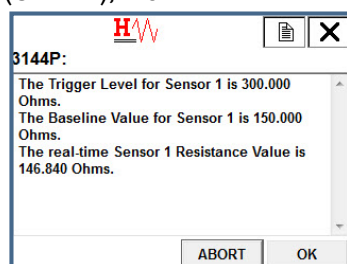 H
3144P:
The Trigger Level for Sensor 1 is 300.000
Ohms.
The Baseline Value for Sensor 1 is 150.000
Ohms.
The real-time Sensor 1 Resistance Value is
146.840 Ohms.
ABORT OK